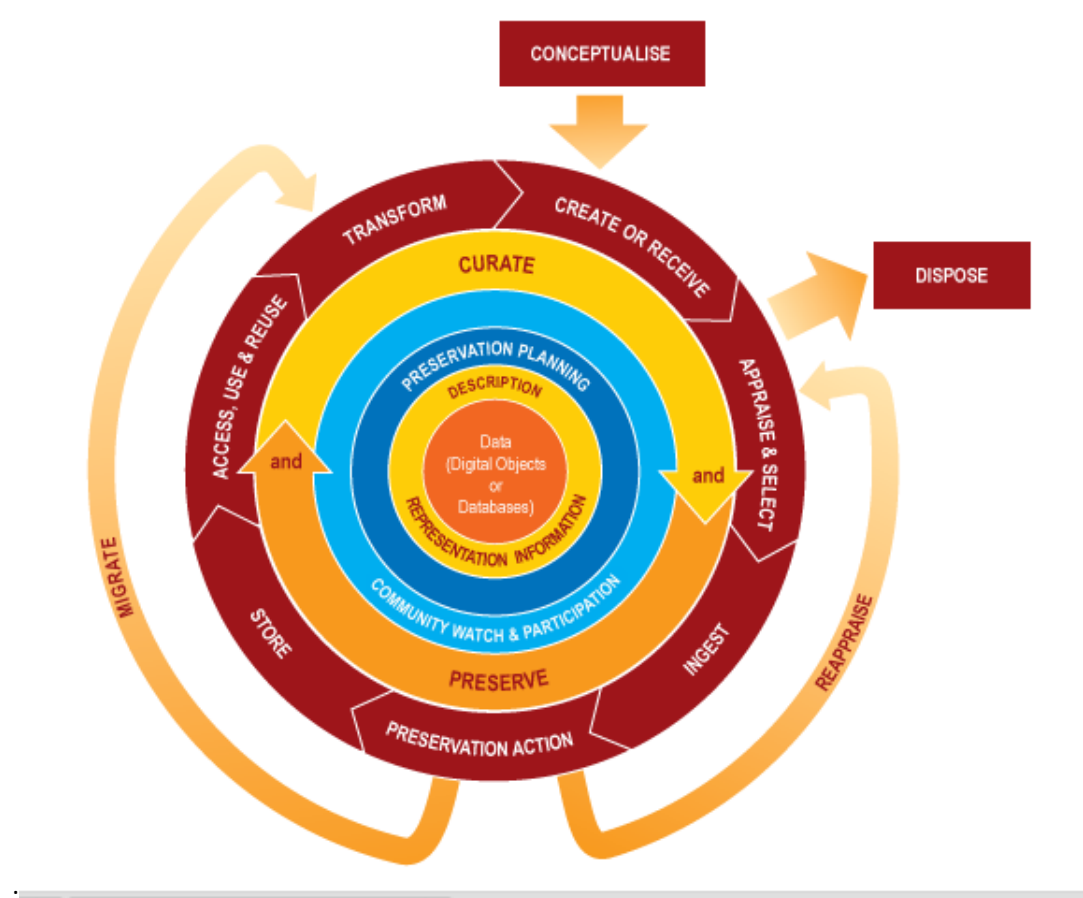 CONCEPTUALISE
CREATE OR RECEIVE
DISPOSE
APPRAISE & SELECT
REAPPRAISE
INGEST
PRESERVATION ACTION
STORE
MIGRATE
ACCESS, USE & REUSE
TRANSFORM
CURATE
and
PRESERVE
and
COMMUNITY WATCH & PARTICIPATION
PRESERVATION PLANNING
DESCRIPTION
REPRESENTATION INFORMATION
Data
(Digital Objects
or
Databases)